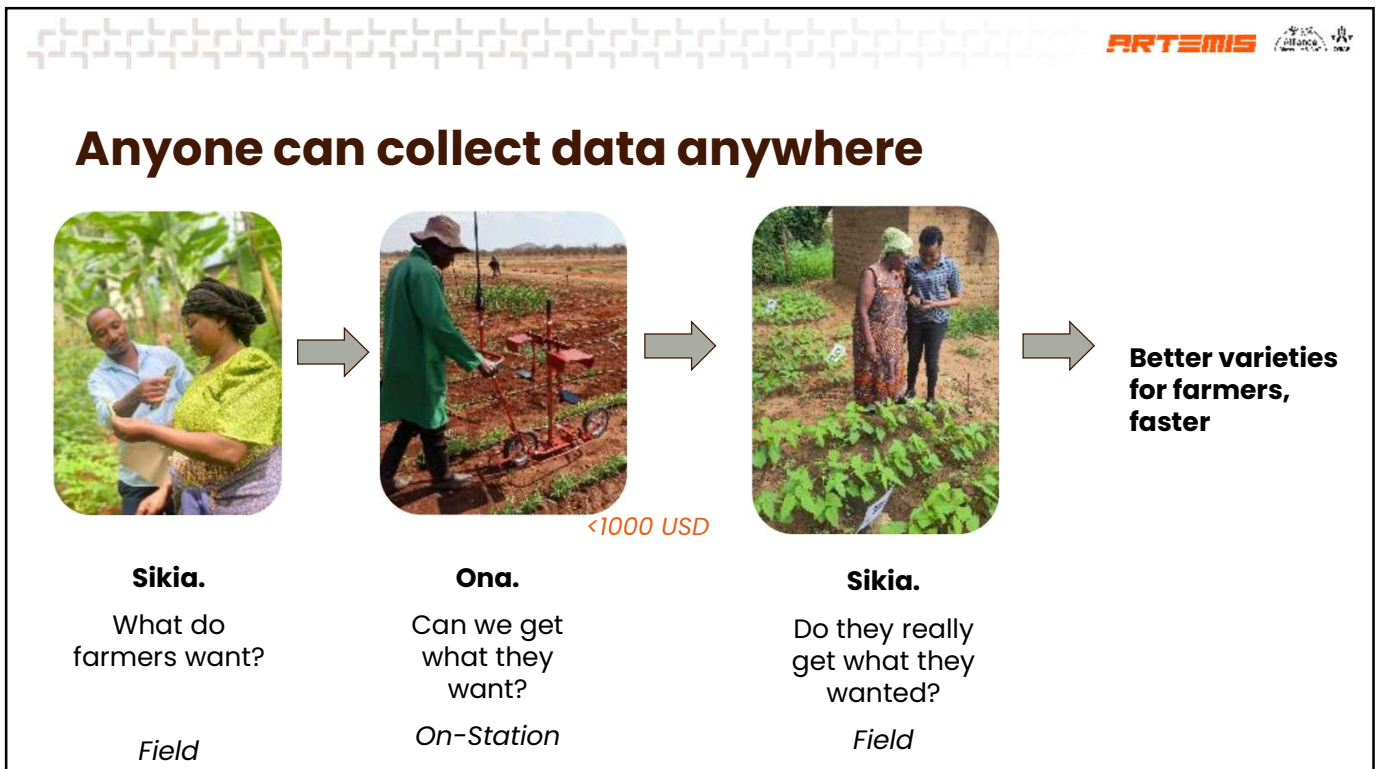 ARTEMIS
Alliance
Anyone can collect data anywhere
<1000 USD
Better varieties
for farmers,
faster
Sikia.
What do
farmers want?
Field
Ona.
Can we get
what they
want?
On-Station
Sikia.
Do they really
get what they
wanted?
Field